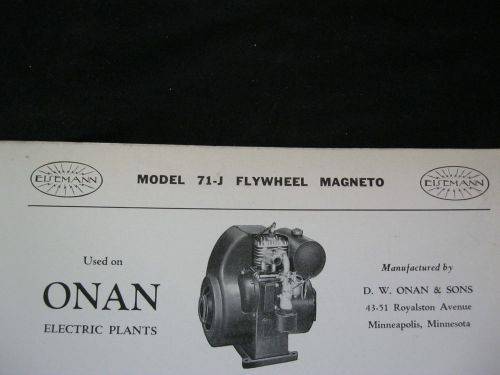 EISEMANN
MODEL 71-J FLYWHEEL MAGNETO
EISEMANN
Used on
ONAN
ELECTRIC PLANTS
Manufactured by
D. W. ONAN & SONS
43-51 Royalston Avenue
Minneapolis, Minnesota